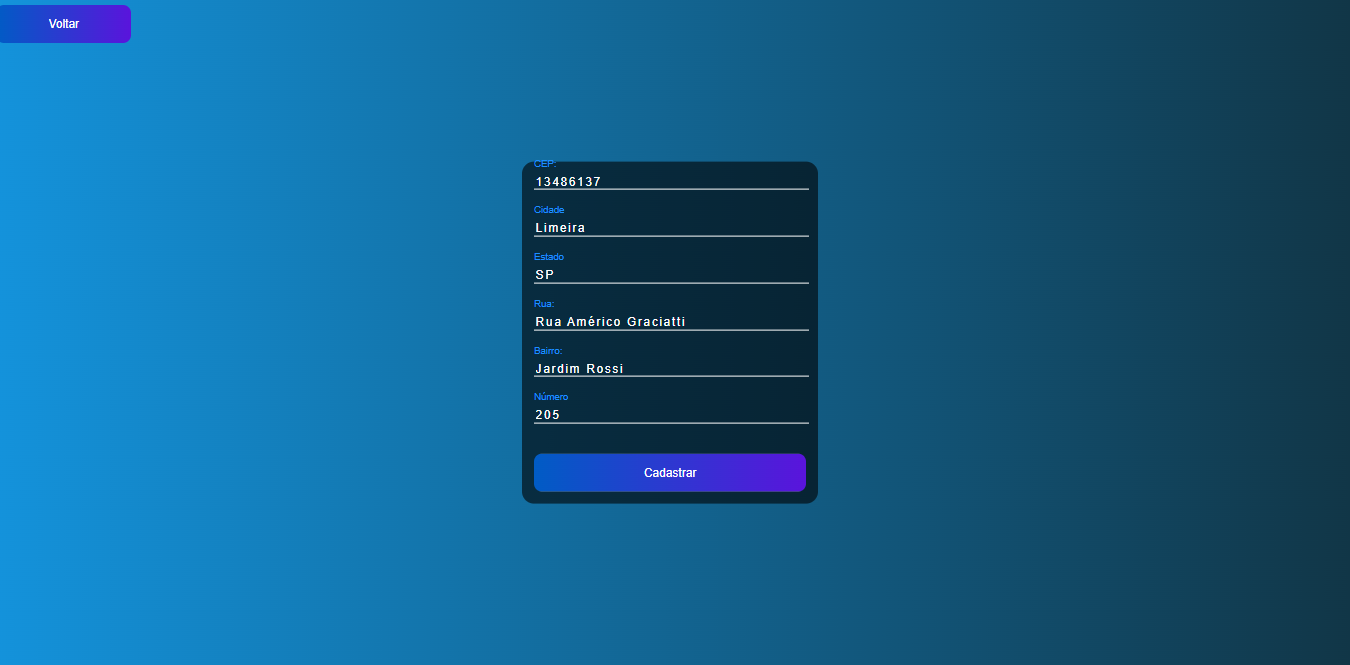 Voltar
CEP:
13486137
Cidade
Limeira
Estado
SP
Rua:
Rua Américo Graciatti
Bairro:
Jardim Rossi
Número
205
Cadastrar